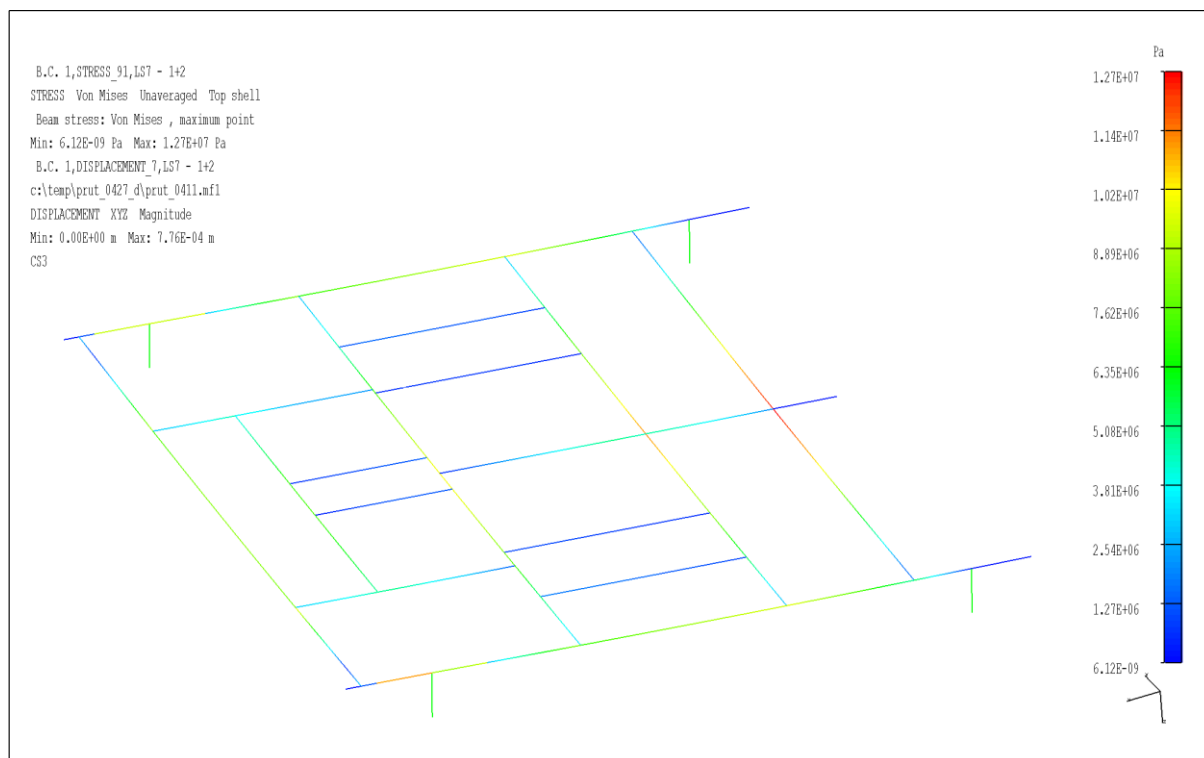 B.C. 1,STRESS_91,LS7 - 1+2
STRESS Von Mises Unaveraged Top shell
Beam stress: Von Mises , maximum point
Min: 6.12E-09 Pa Max: 1.27E+07 Pa
B.C. 1,DISPLACEMENT_7,LS7 - 1+2
c:\temp\prut_0427_d\prut_0411.mf1
DISPLACEMENT XYZ Magnitude
Min: 0.00E+00 m Max: 7.76E-04 m
CS3
Pa
1.27E+07
1.14E+07
1.02E+07
8.89E+06
7.62E+06
6.35E+06
5.08E+06
3.81E+06
2.54E+06
1.27E+06
6.12E-09